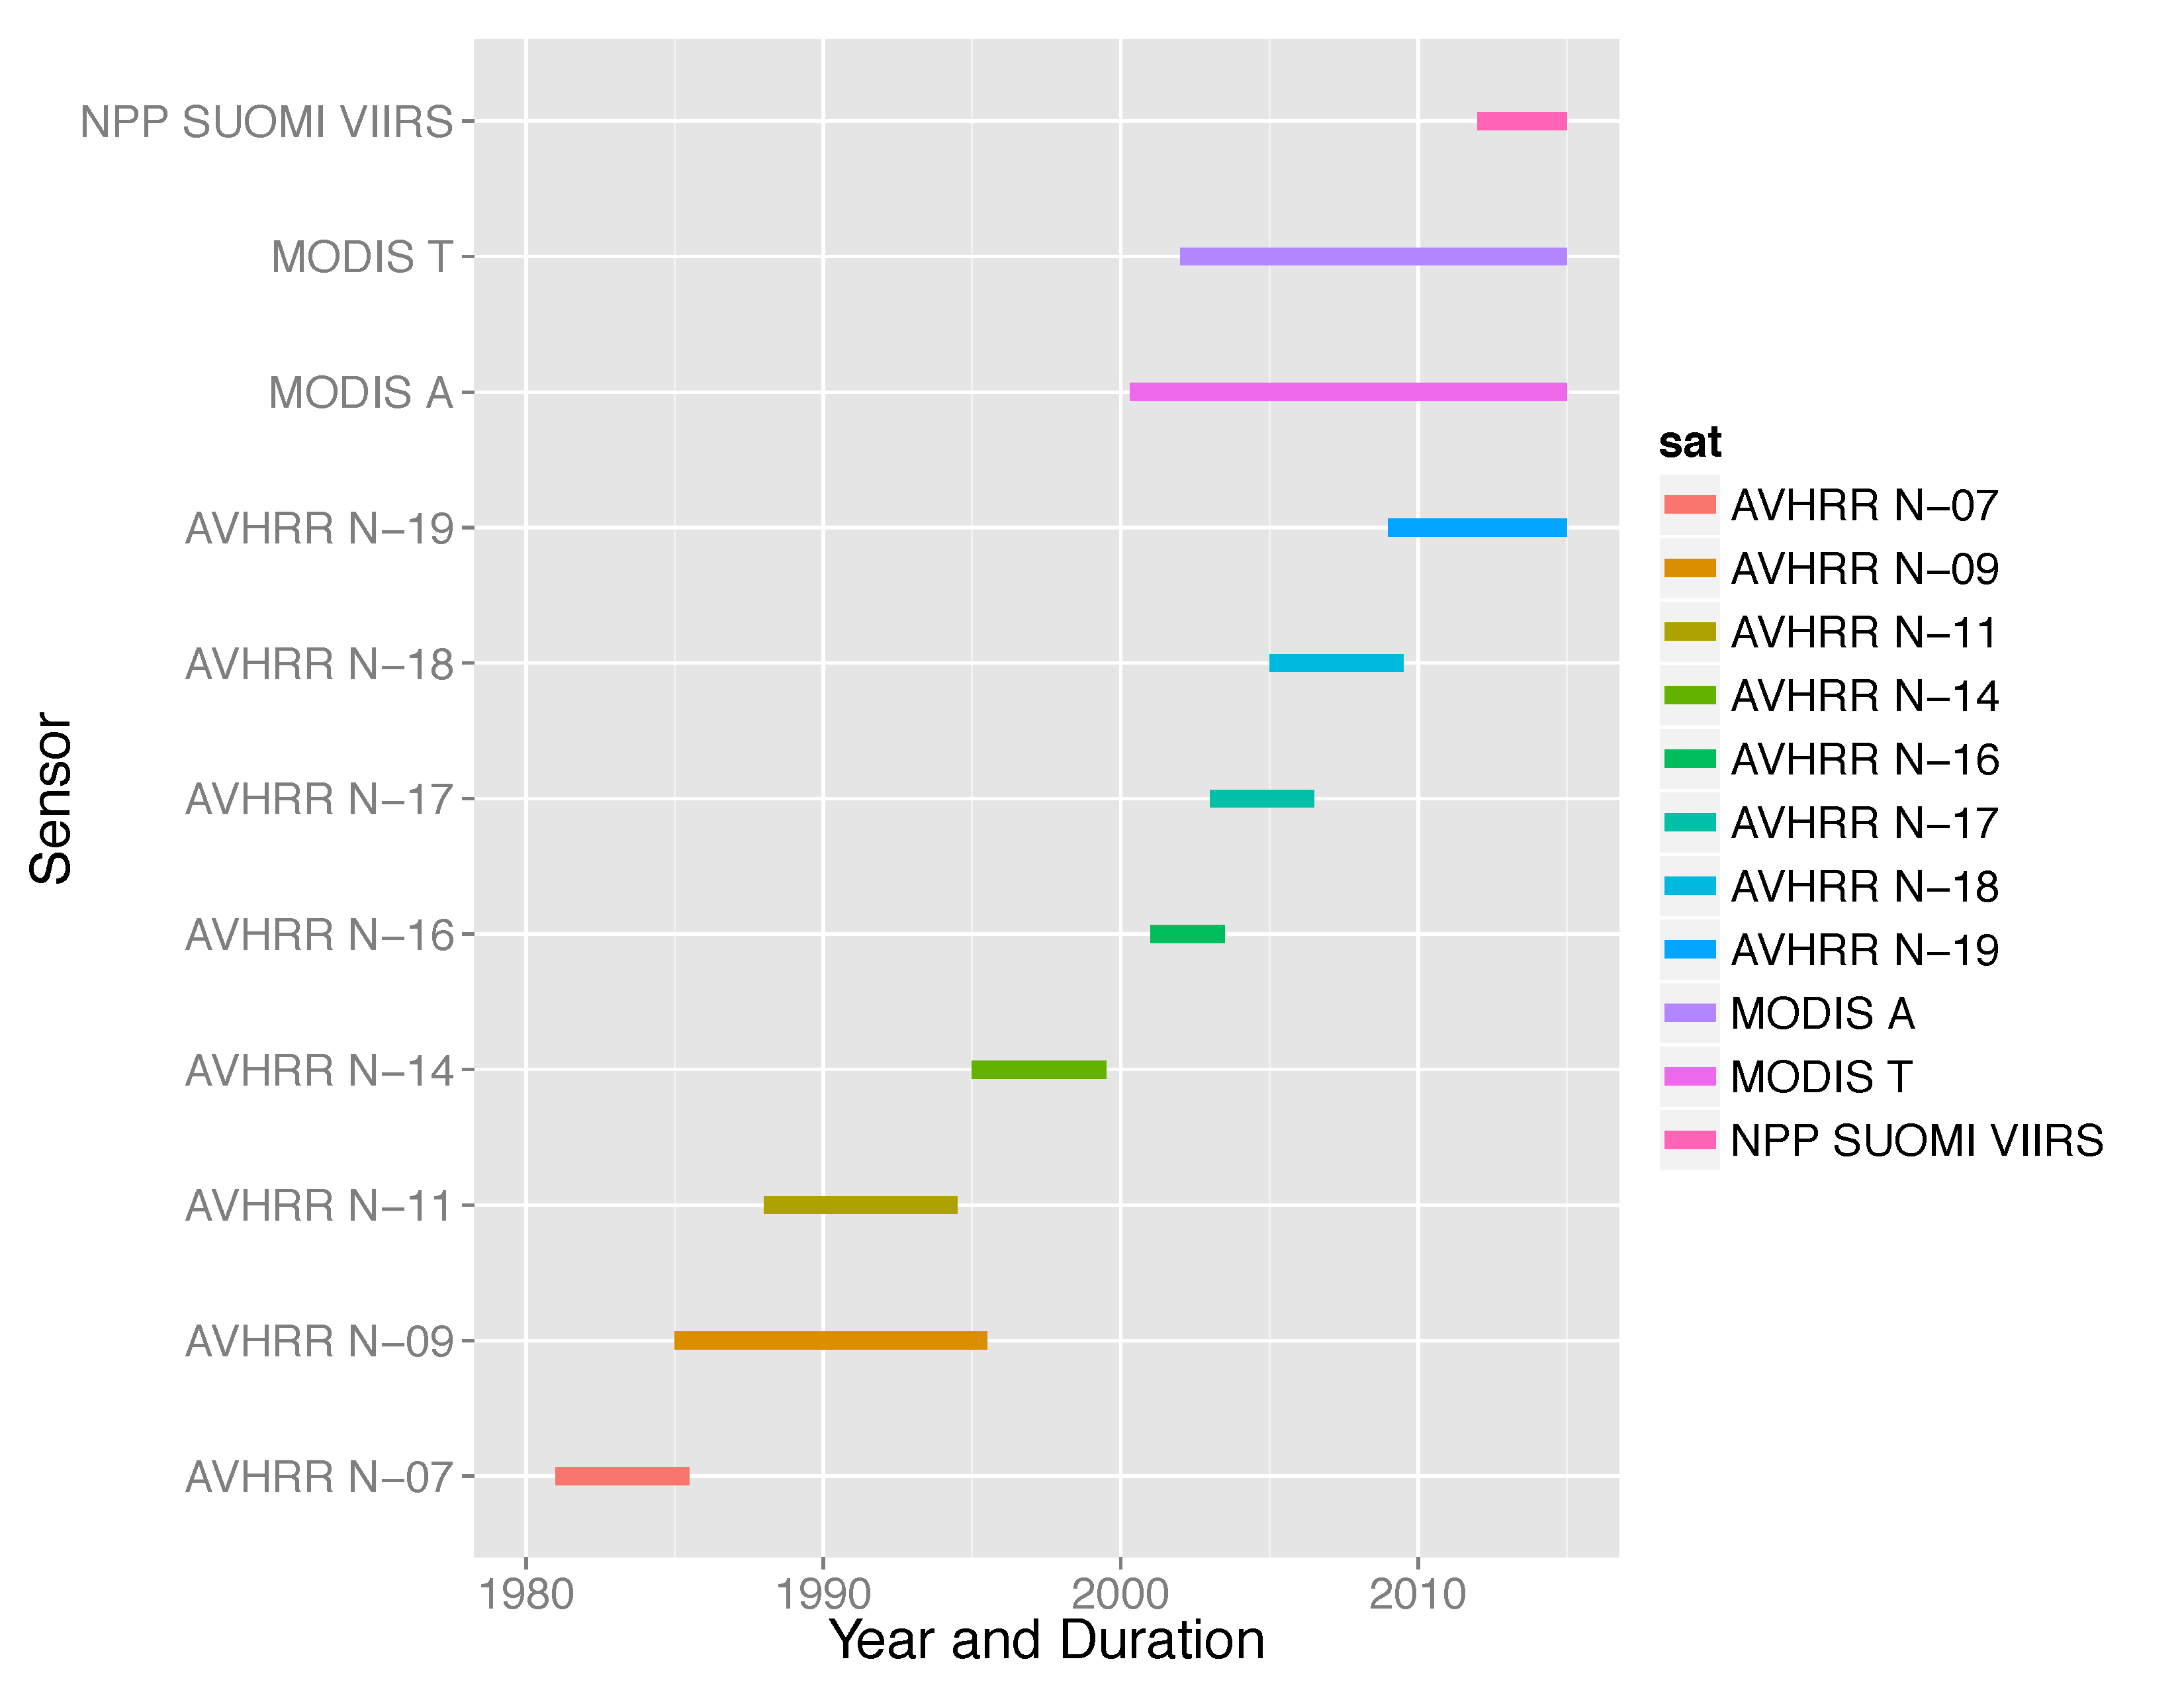 NPP SUOMI VIIRS
MODIS T
MODIS A
AVHRR N−19
AVHRR N−18
AVHRR N−17
AVHRR N−16
AVHRR N−14
AVHRR N−11
AVHRR N−09
AVHRR N−07
Sensor
1980 1990 2000 2010
Year and Duration
sat
AVHRR N−07
AVHRR N−09
AVHRR N−11
AVHRR N−14
AVHRR N−16
AVHRR N−17
AVHRR N−18
AVHRR N−19
MODIS A
MODIS T
NPP SUOMI VIIRS